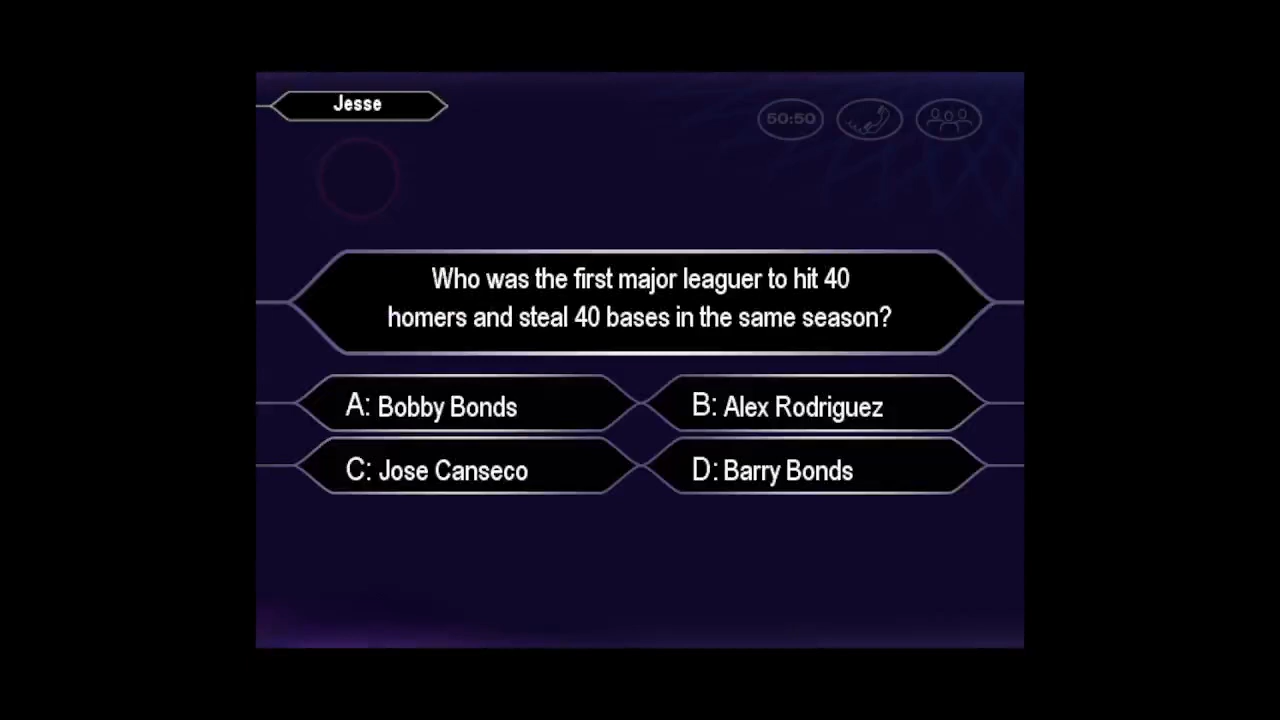 Jesse
50:50
Who was the first major leaguer to hit 40
homers and steal 40 bases in the same season?
A: Bobby Bonds
B: Alex Rodriguez
C: Jose Canseco
D: Barry Bonds